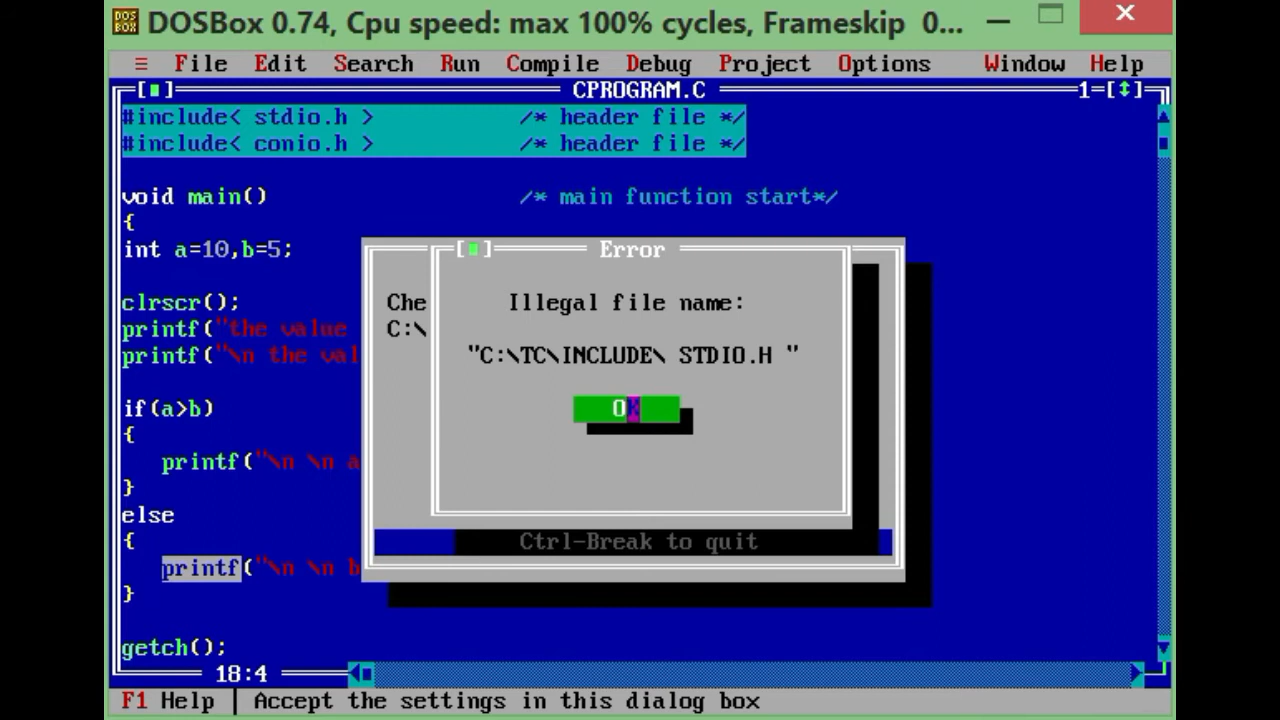 DOSBox 0.74, Cpu speed: max 100% cycles, Frameskip 0...
≡ File Edit Search Run Compile Debug Project Options Window Help
CPROGRAM.C 1=[↕]
#include< stdio.h > /* header file */
#include< conio.h > /* header file */
void main() /* main function start*/
{
int a=10,b=5;
clrscr();
printf("the value
printf("\n the val
if(a>b)
{
printf("\n \n a
}
else
{
printf("\n \n b
}
getch();
Che
C:\
Error
Illegal file name:
"C:\TC\INCLUDE\ STDIO.H "
OK
Ctrl-Break to quit
18:4
F1 Help | Accept the settings in this dialog box